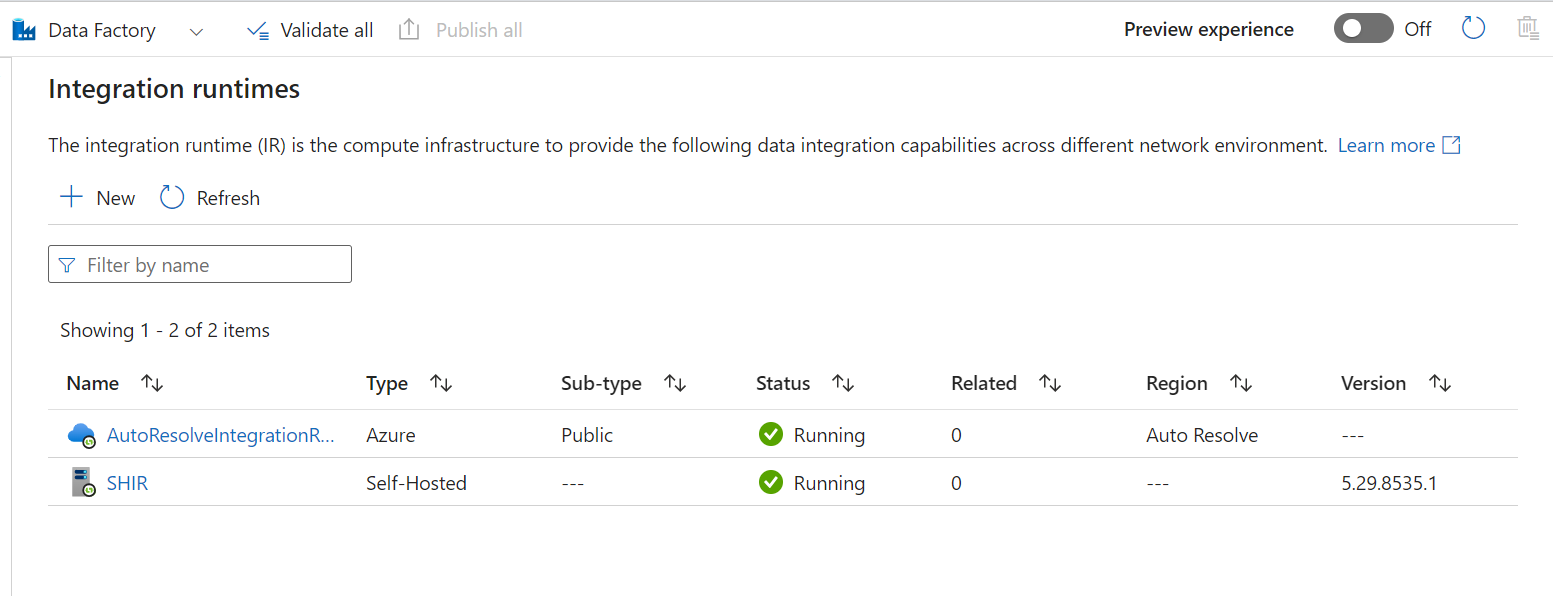 Data Factory Validate all Publish all Preview experience Off
Integration runtimes
The integration runtime (IR) is the compute infrastructure to provide the following data integration capabilities across different network environment. Learn more
New Refresh
Filter by name
Showing 1 - 2 of 2 items
Name Type Sub-type Status Related Region Version
AutoResolveIntegrationR... Azure Public Running 0 Auto Resolve ---
SHIR Self-Hosted --- Running 0 --- 5.29.8535.1